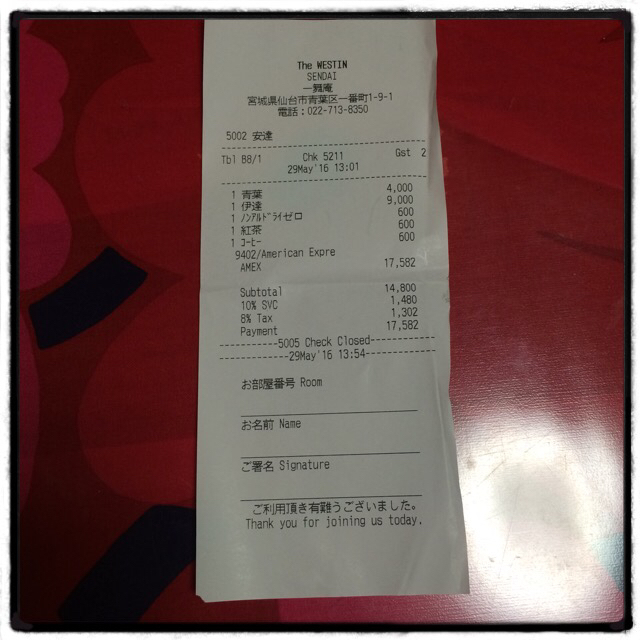 The WESTIN
SENDAI
一舞庵
宮城県仙台市青葉区一番町1-9-1
電話：022-713-8350
5002 安達
Tbl 88/1 Chk 5211 Gst 2
29May'16 13:01
1 青葉 4,000
1 伊達 9,000
1 ﾉﾝｱﾙﾄﾞﾗｲゼロ 600
1 紅茶 600
1 ｺｰﾋｰ 600
9402/American Expre
AMEX 17,582
Subtotal 14,800
10% SVC 1,480
8% Tax 1,302
Payment 17,582
----------5005 Check Closed----------
----------29May'16 13:54----------
お部屋番号 Room
お名前 Name
ご署名 Signature
ご利用頂き有難うございました。
Thank you for joining us today.